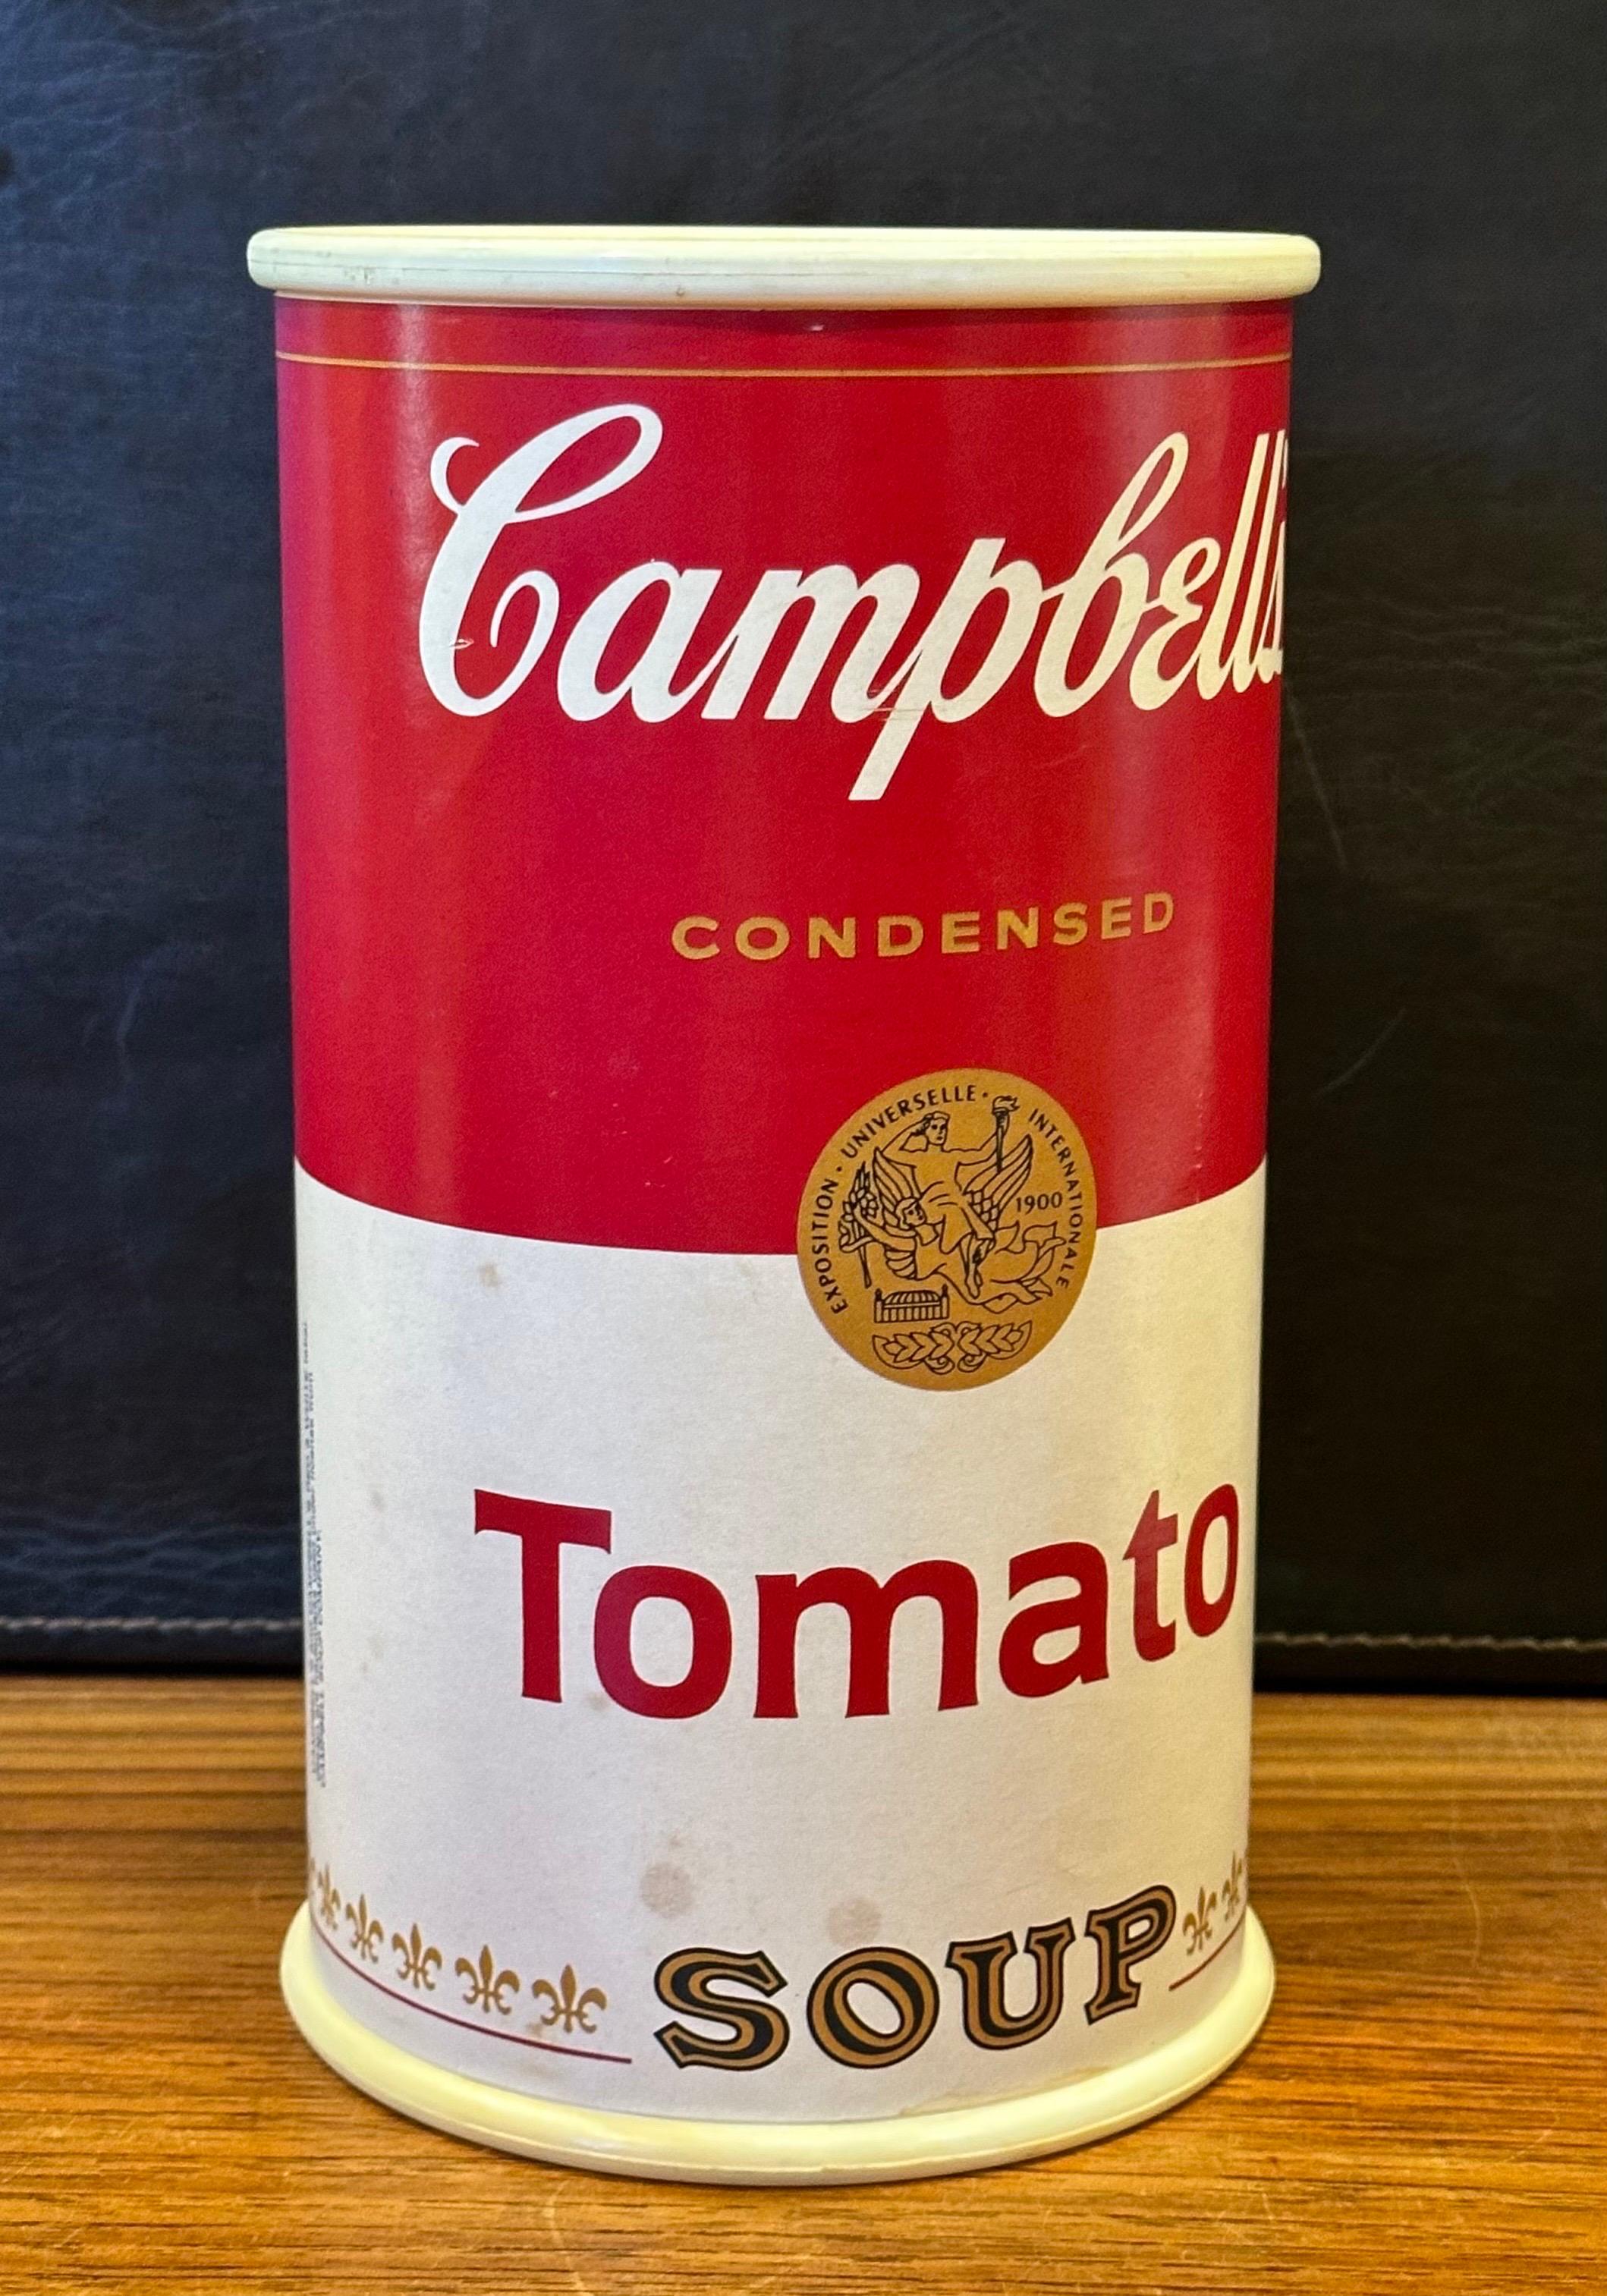 Campbell's
CONDENSED
EXPOSITION · UNIVERSELLE · INTERNATIONALE
1900
Tomato
SOUP